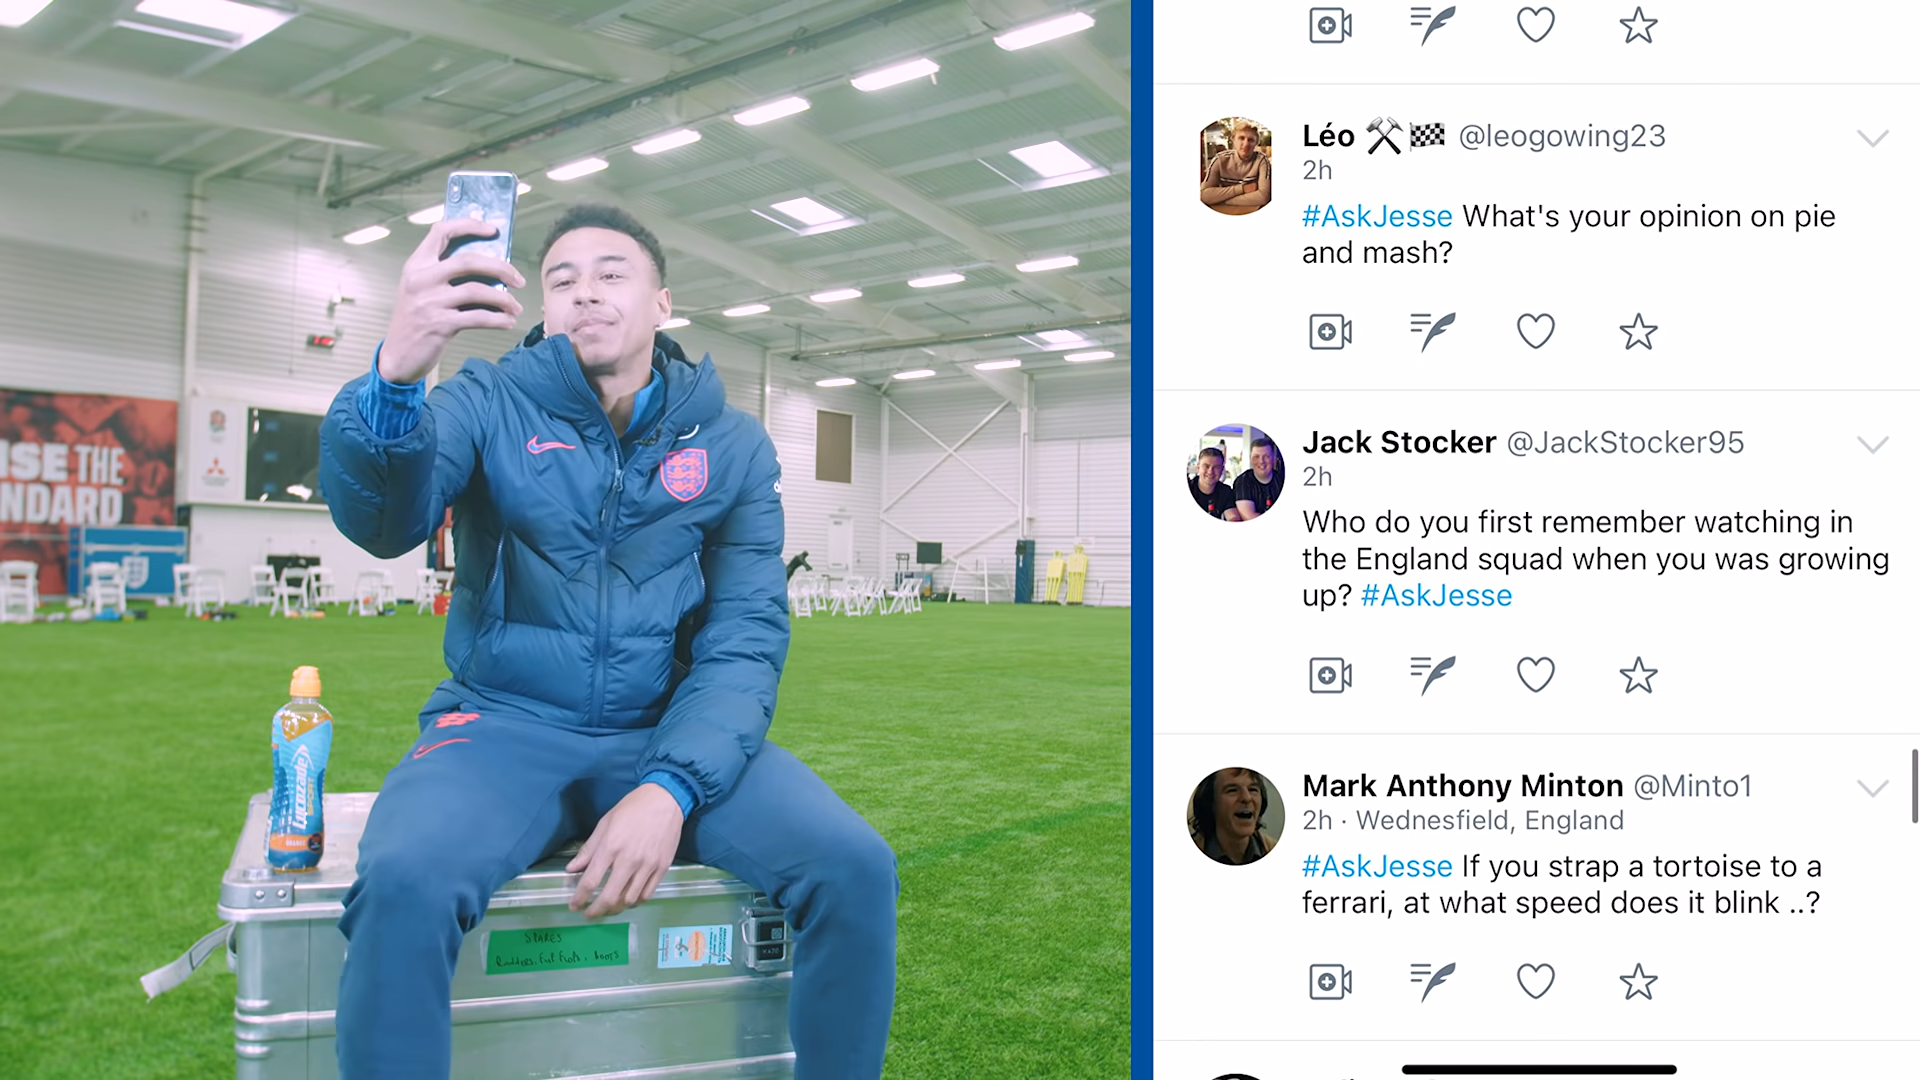 ISE THE
NDARD
LUCOZADE
SPORT
SPARES
Léo @leogowing23
2h
#AskJesse What's your opinion on pie
and mash?
Jack Stocker @JackStocker95
2h
Who do you first remember watching in
the England squad when you was growing
up? #AskJesse
Mark Anthony Minton @Minto1
2h · Wednesfield, England
#AskJesse If you strap a tortoise to a
ferrari, at what speed does it blink ..?